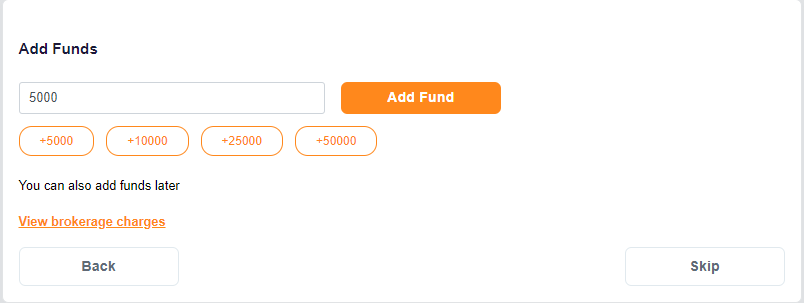 Add Funds
5000 Add Fund
+5000 +10000 +25000 +50000
You can also add funds later
View brokerage charges
Back Skip